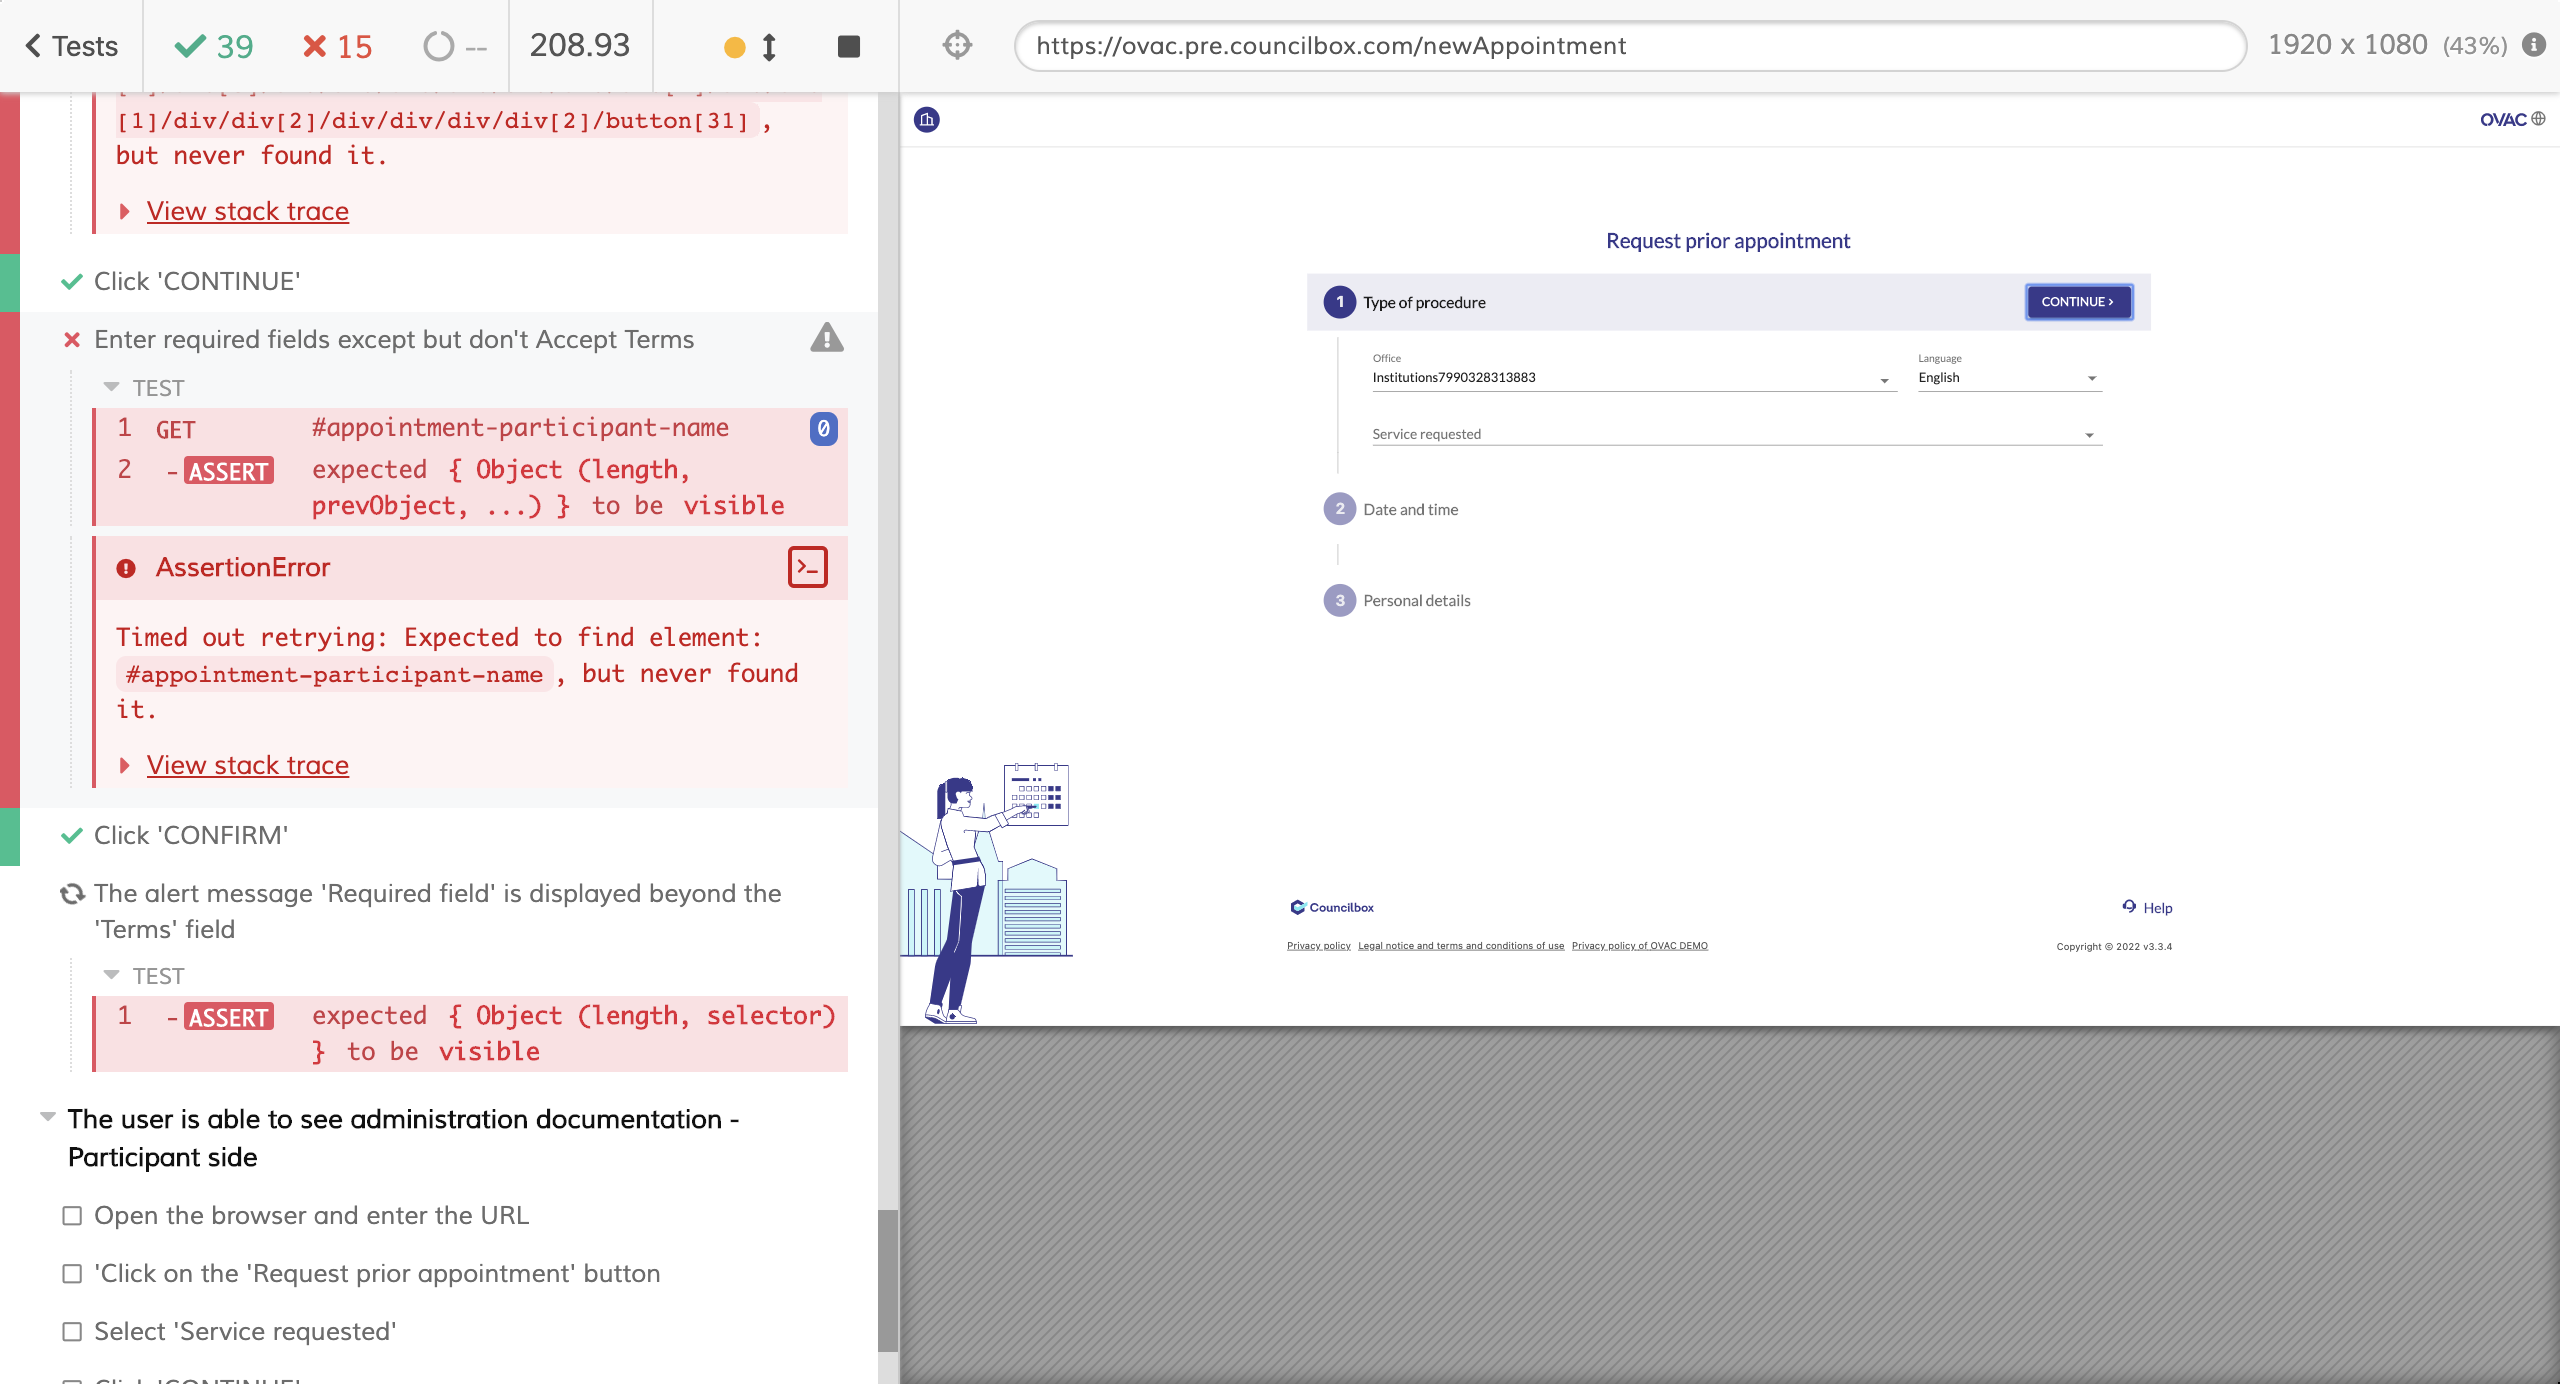 Tests
39
15
--
208.93
https://ovac.pre.councilbox.com/newAppointment
1920 x 1080 (43%)
[1]/div/div[2]/div/div/div/div[2]/button[31] ,
but never found it.
View stack trace
Click 'CONTINUE'
Enter required fields except but don't Accept Terms
TEST
1 GET #appointment-participant-name 0
2 -ASSERT expected { Object (length,
prevObject, ...) } to be visible
AssertionError
Timed out retrying: Expected to find element:
#appointment-participant-name , but never found
it.
View stack trace
Click 'CONFIRM'
The alert message 'Required field' is displayed beyond the
'Terms' field
TEST
1 -ASSERT expected { Object (length, selector)
} to be visible
The user is able to see administration documentation -
Participant side
Open the browser and enter the URL
'Click on the 'Request prior appointment' button
Select 'Service requested'
Click 'CONTINUE'
OVAC
Request prior appointment
1 Type of procedure
CONTINUE >
Office
Institutions7990328313883
Language
English
Service requested
2 Date and time
3 Personal details
Councilbox
Help
Privacy policy Legal notice and terms and conditions of use Privacy policy of OVAC DEMO
Copyright © 2022 v3.3.4